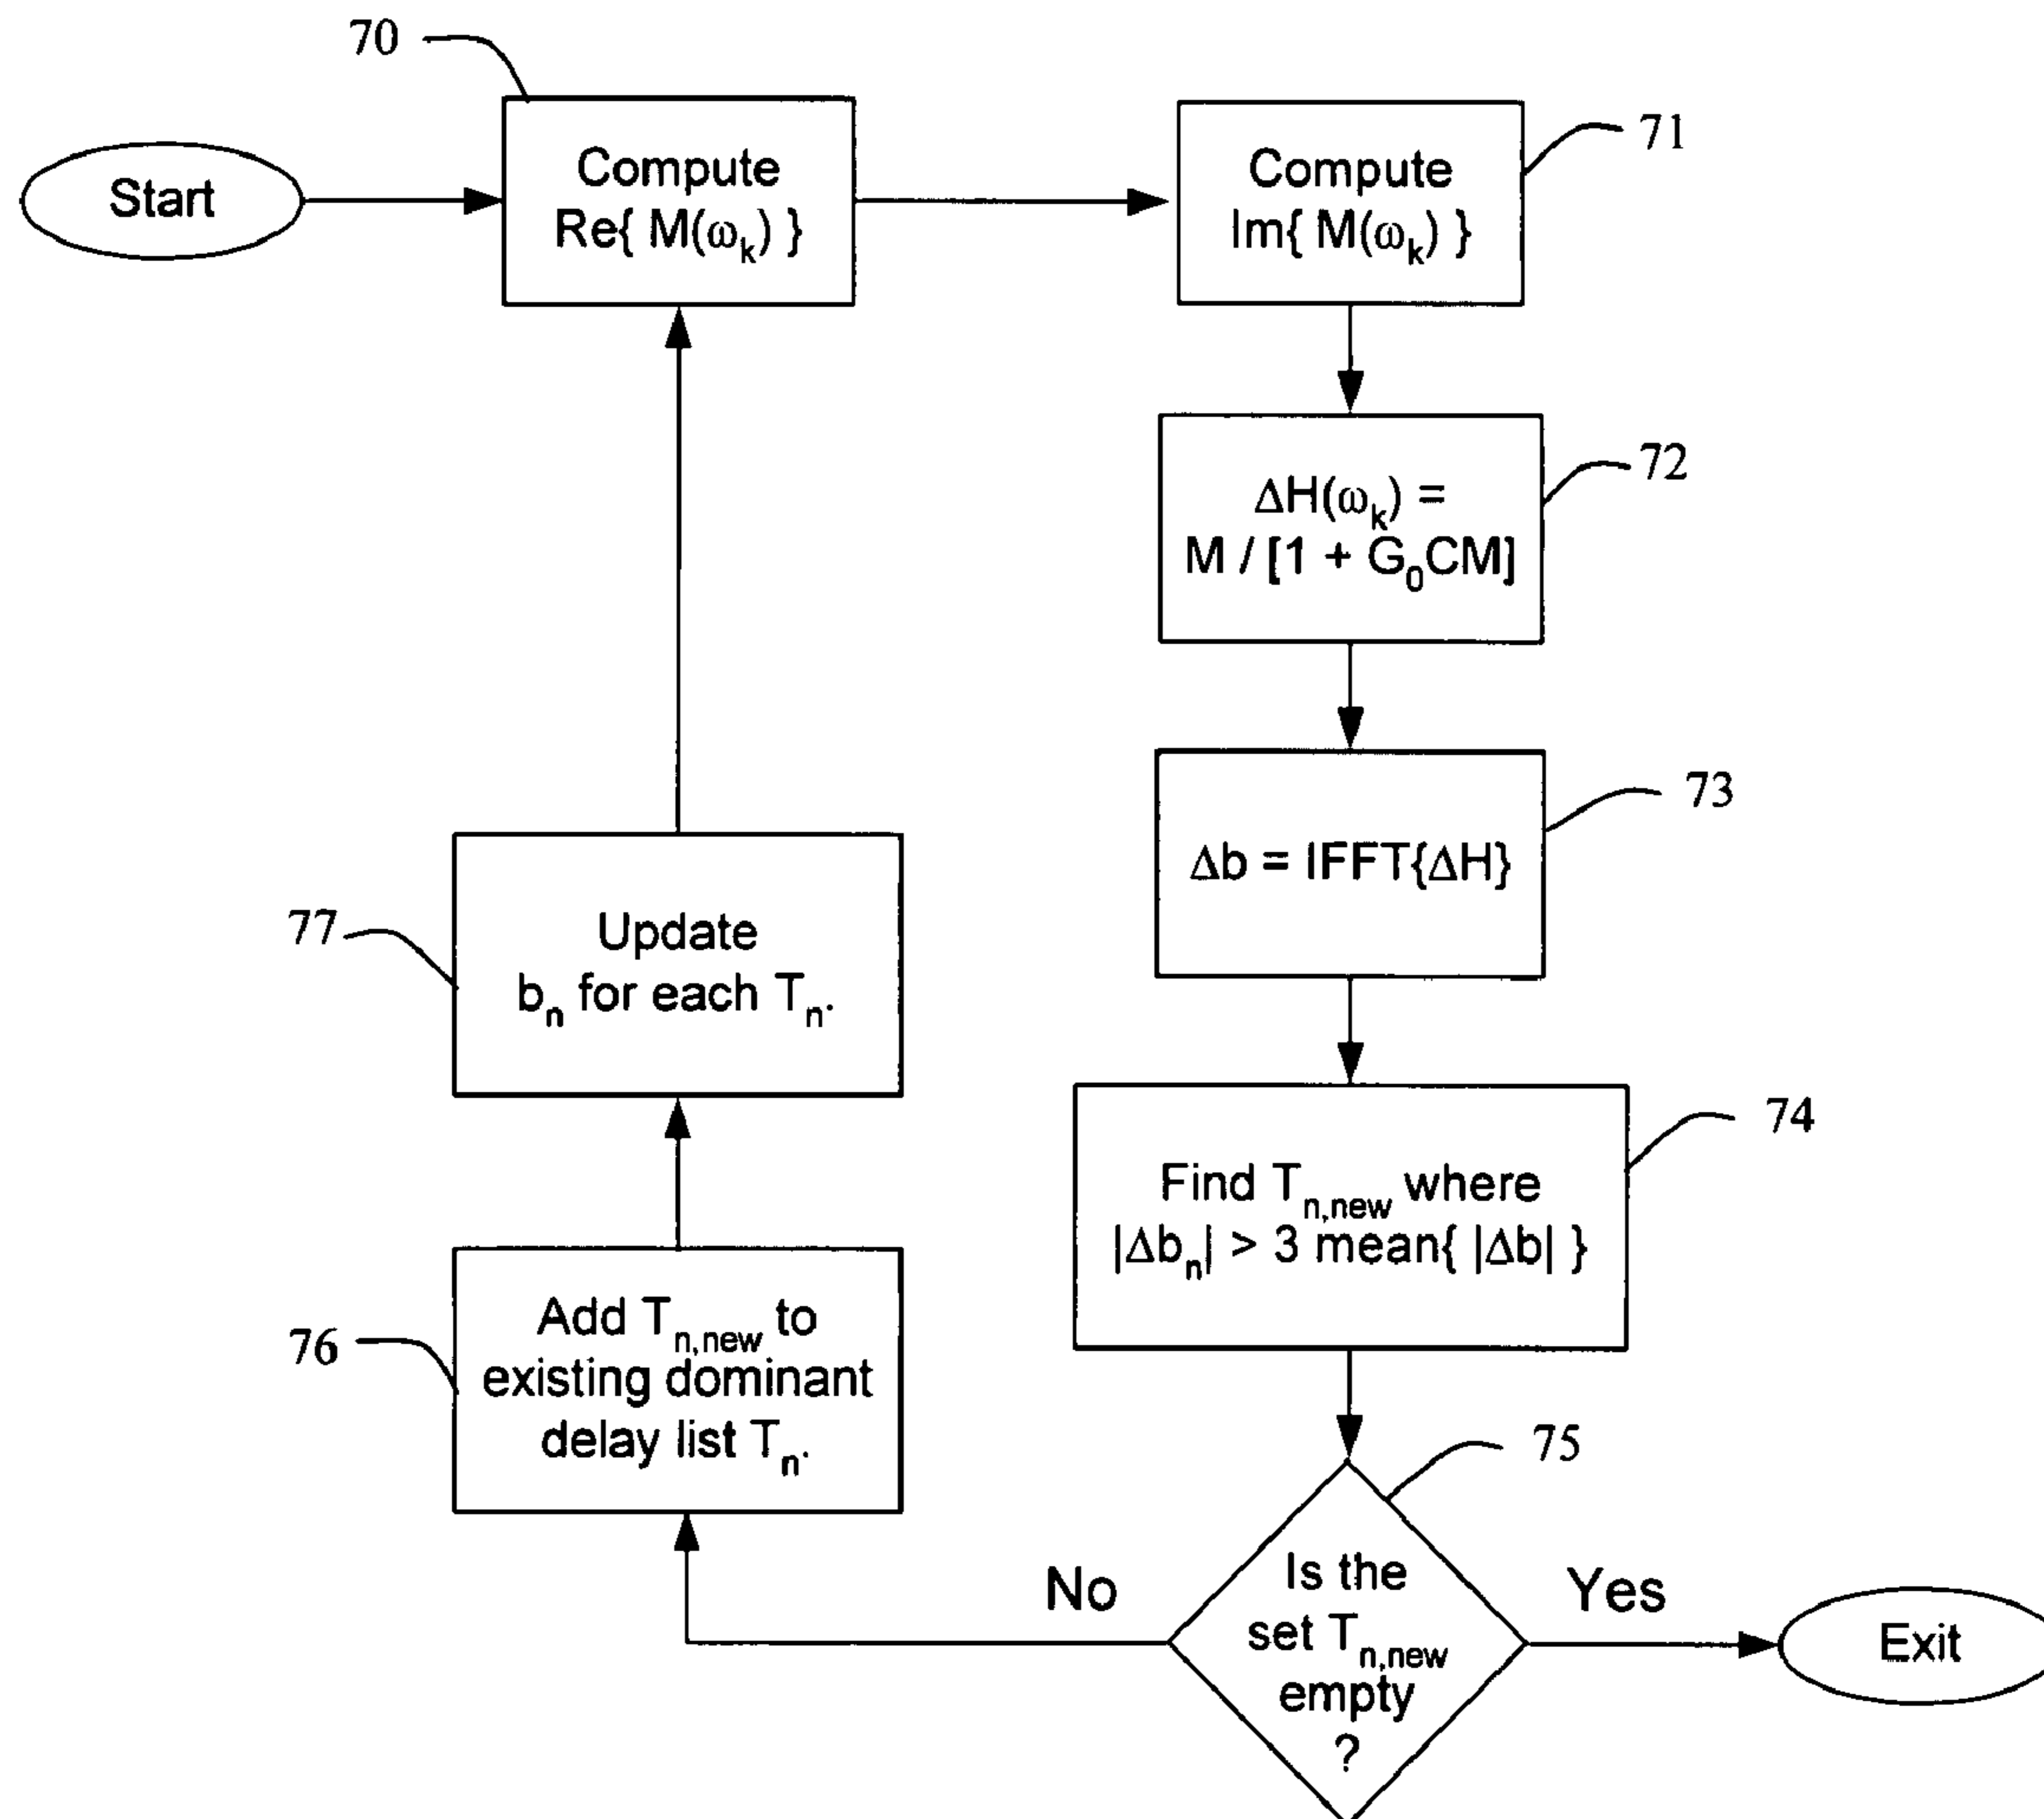 70
Start
Compute
Re{ M(ωₖ) }
Compute
Im{ M(ωₖ) }
71
ΔH(ωₖ) =
M / [1 + G₀CM]
72
Δb = IFFT{ΔH}
73
Find Tn,new where
|Δbn| > 3 mean{ |Δb| }
74
Is the
set Tn,new
empty
?
75
Yes
Exit
No
Add Tn,new to
existing dominant
delay list Tn.
76
Update
bn for each Tn.
77